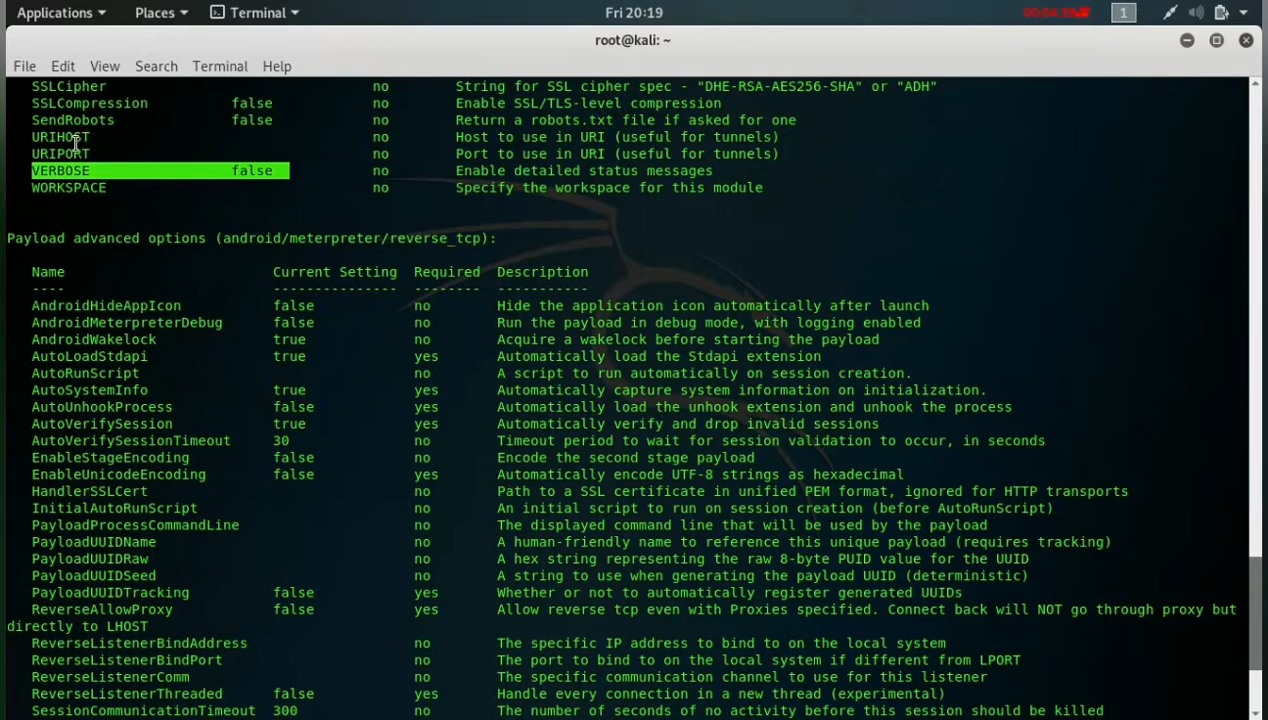 Applications Places Terminal Fri 20:19 00:04:39 1
root@kali: ~
File Edit View Search Terminal Help
SSLCipher no String for SSL cipher spec - "DHE-RSA-AES256-SHA" or "ADH"
SSLCompression false no Enable SSL/TLS-level compression
SendRobots false no Return a robots.txt file if asked for one
URIHOST no Host to use in URI (useful for tunnels)
URIPORT no Port to use in URI (useful for tunnels)
VERBOSE false no Enable detailed status messages
WORKSPACE no Specify the workspace for this module
Payload advanced options (android/meterpreter/reverse_tcp):
Name Current Setting Required Description
---- --------------- -------- -----------
AndroidHideAppIcon false no Hide the application icon automatically after launch
AndroidMeterpreterDebug false no Run the payload in debug mode, with logging enabled
AndroidWakelock true no Acquire a wakelock before starting the payload
AutoLoadStdapi true yes Automatically load the Stdapi extension
AutoRunScript no A script to run automatically on session creation.
AutoSystemInfo true yes Automatically capture system information on initialization.
AutoUnhookProcess false yes Automatically load the unhook extension and unhook the process
AutoVerifySession true yes Automatically verify and drop invalid sessions
AutoVerifySessionTimeout 30 no Timeout period to wait for session validation to occur, in seconds
EnableStageEncoding false no Encode the second stage payload
EnableUnicodeEncoding false yes Automatically encode UTF-8 strings as hexadecimal
HandlerSSLCert no Path to a SSL certificate in unified PEM format, ignored for HTTP transports
InitialAutoRunScript no An initial script to run on session creation (before AutoRunScript)
PayloadProcessCommandLine no The displayed command line that will be used by the payload
PayloadUUIDName no A human-friendly name to reference this unique payload (requires tracking)
PayloadUUIDRaw no A hex string representing the raw 8-byte PUID value for the UUID
PayloadUUIDSeed no A string to use when generating the payload UUID (deterministic)
PayloadUUIDTracking false yes Whether or not to automatically register generated UUIDs
ReverseAllowProxy false yes Allow reverse tcp even with Proxies specified. Connect back will NOT go through proxy but
directly to LHOST
ReverseListenerBindAddress no The specific IP address to bind to on the local system
ReverseListenerBindPort no The port to bind to on the local system if different from LPORT
ReverseListenerComm no The specific communication channel to use for this listener
ReverseListenerThreaded false yes Handle every connection in a new thread (experimental)
SessionCommunicationTimeout 300 no The number of seconds of no activity before this session should be killed